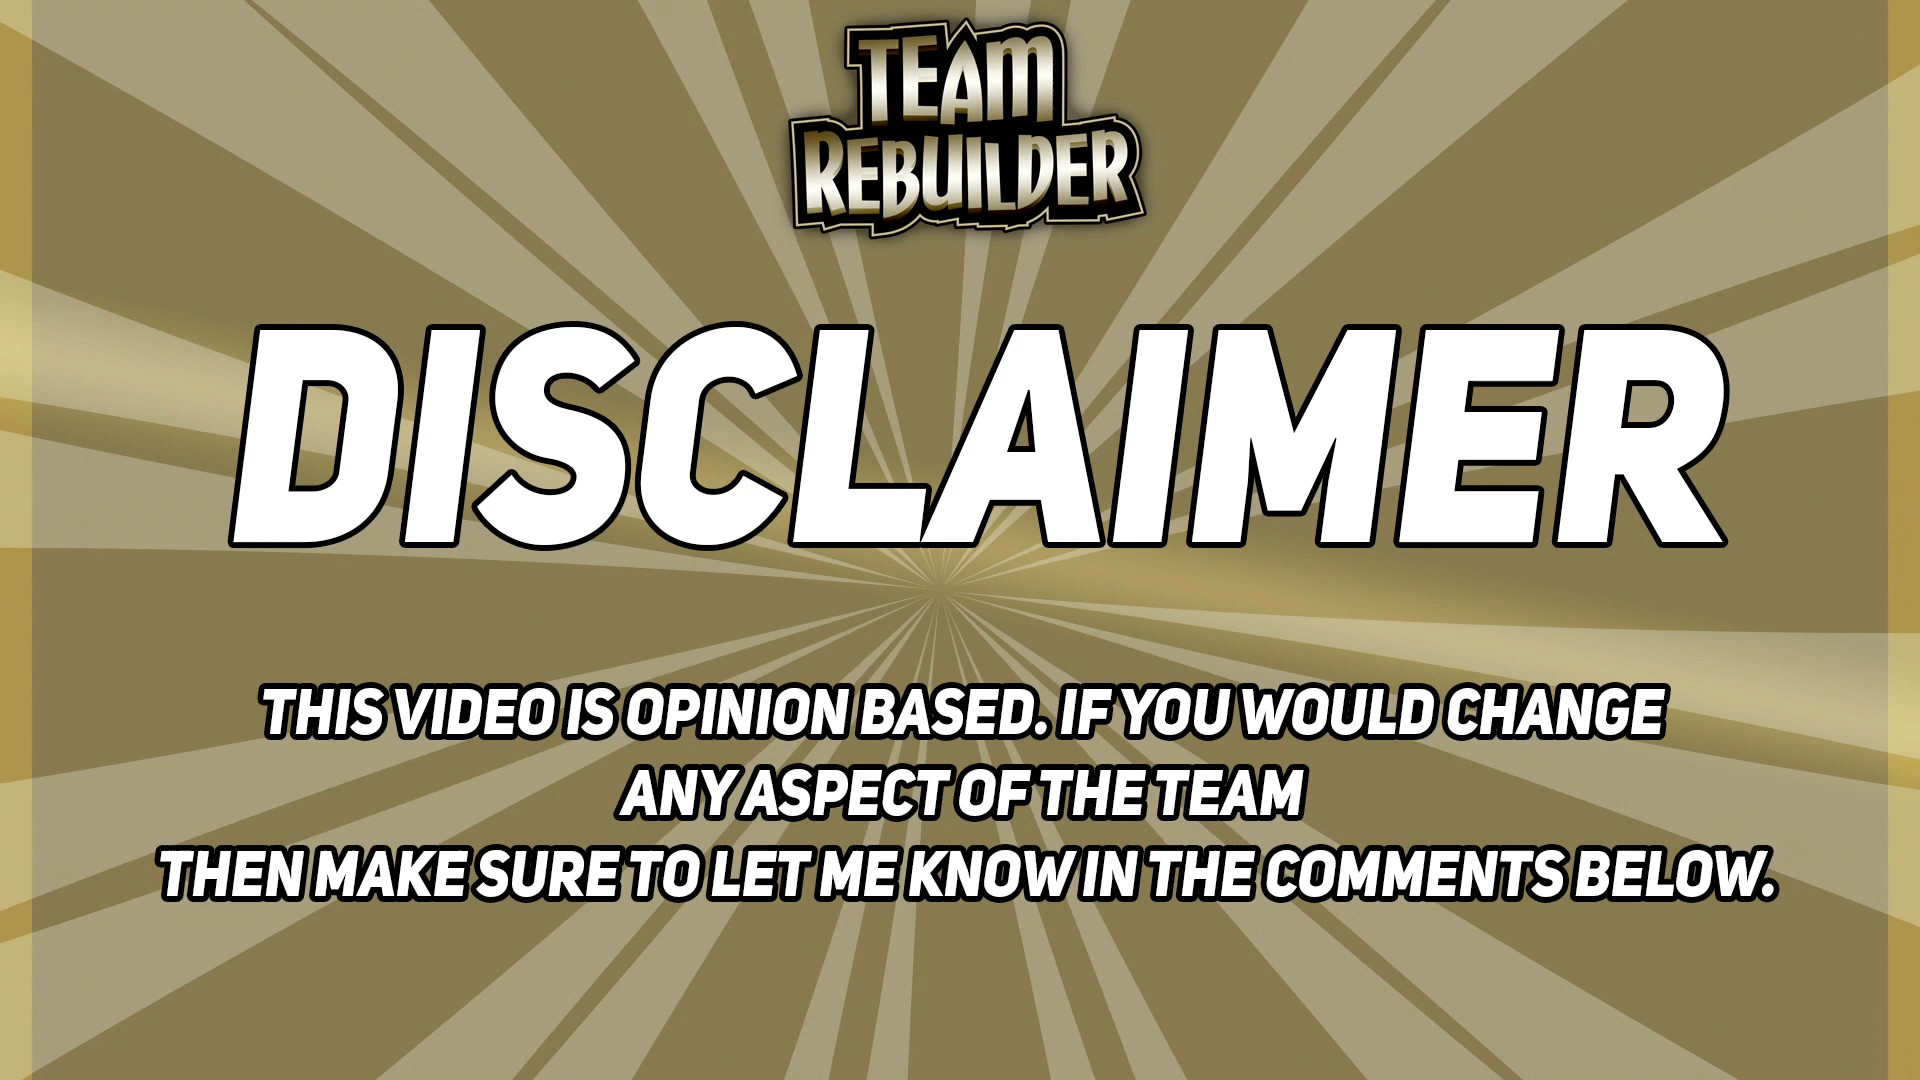 TEAM
REBUILDER
DISCLAIMER
THIS VIDEO IS OPINION BASED. IF YOU WOULD CHANGE
ANY ASPECT OF THE TEAM
THEN MAKE SURE TO LET ME KNOW IN THE COMMENTS BELOW.